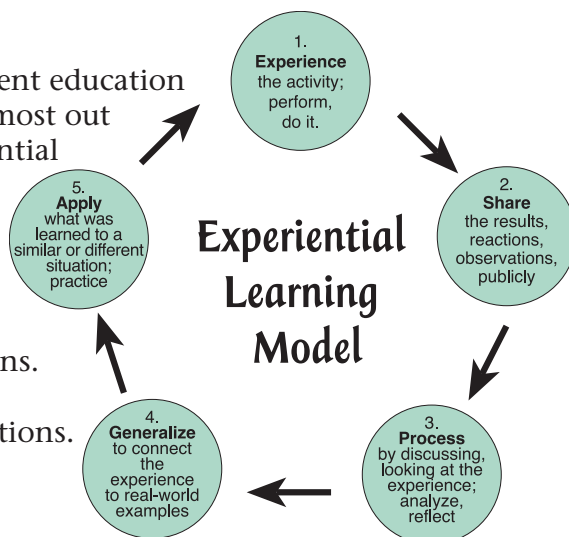 ent education
most out
ntial
ns.
tions.
1.
Experience
the activity;
perform,
do it.
2.
Share
the results,
reactions,
observations,
publicly
3.
Process
by discussing,
looking at the
experience;
analyze,
reflect
4.
Generalize
to connect
the
experience
to real-world
examples
5.
Apply
what was
learned to a
similar or different
situation;
practice
Experiential
Learning
Model